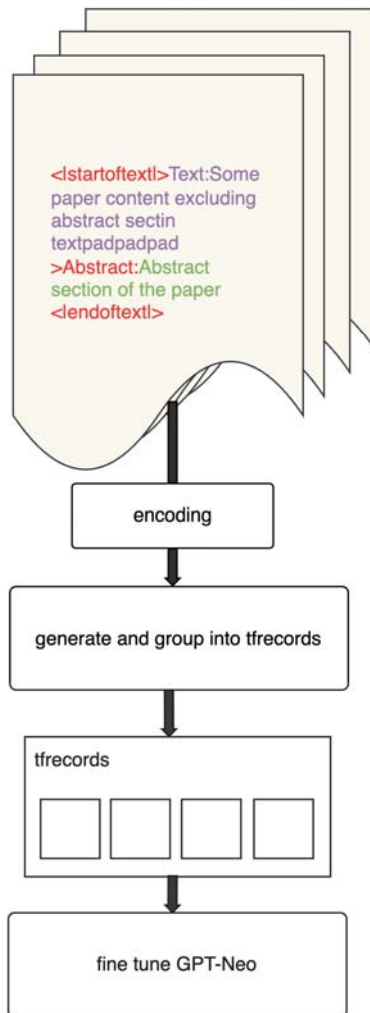 <|startoftext|>Text:Some
paper content excluding
abstract sectin
textpadpadpad
>Abstract:Abstract
section of the paper
<|endoftext|>
encoding
generate and group into tfrecords
tfrecords
fine tune GPT-Neo